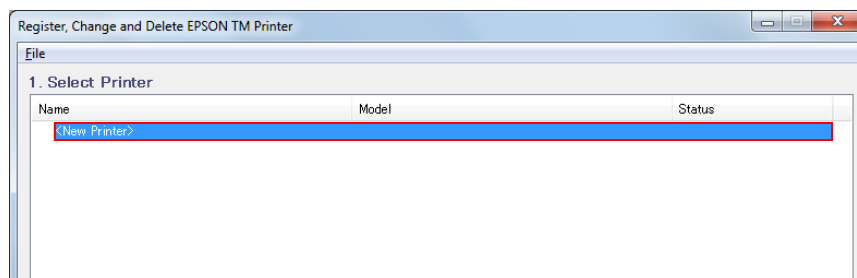 Register, Change and Delete EPSON TM Printer
File
1. Select Printer
Name Model Status
<New Printer>